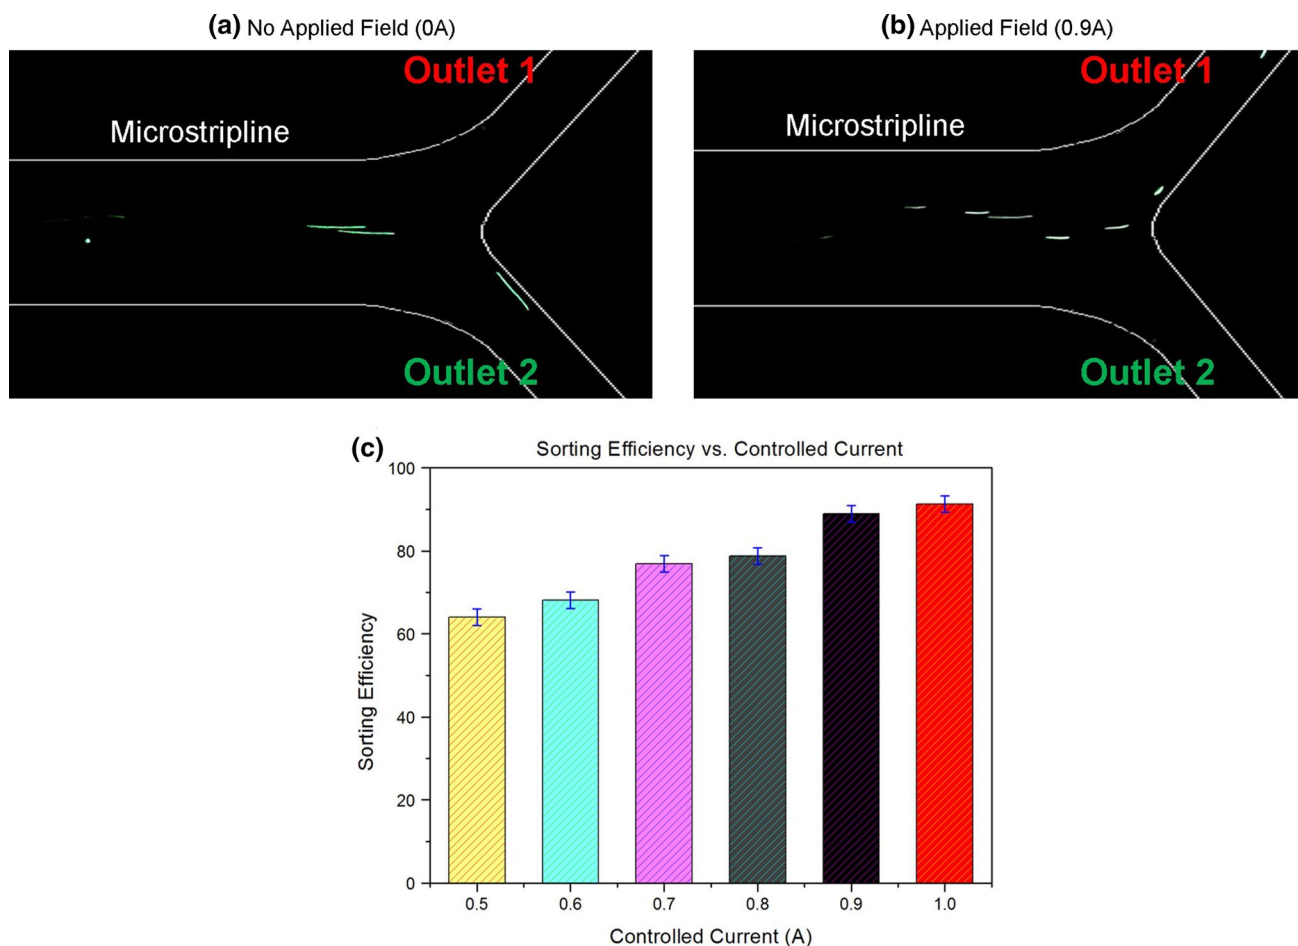 (a) No Applied Field (0A)
(b) Applied Field (0.9A)
Outlet 1
Microstripline
Outlet 2
Outlet 1
Microstripline
Outlet 2
(c)
Sorting Efficiency vs. Controlled Current
100
80
60
40
20
0
Sorting Efficiency
0.5 0.6 0.7 0.8 0.9 1.0
Controlled Current (A)